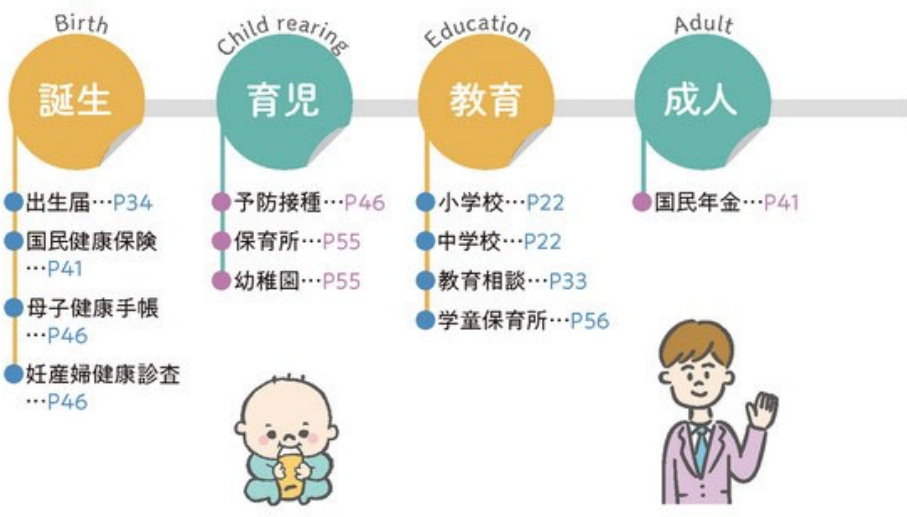 Birth
誕生
出生届…P34
国民健康保険
…P41
母子健康手帳
…P46
妊産婦健康診査
…P46
Child rearing
育児
予防接種…P46
保育所…P55
幼稚園…P55
Education
教育
小学校…P22
中学校…P22
教育相談…P33
学童保育所…P56
Adult
成人
国民年金…P41